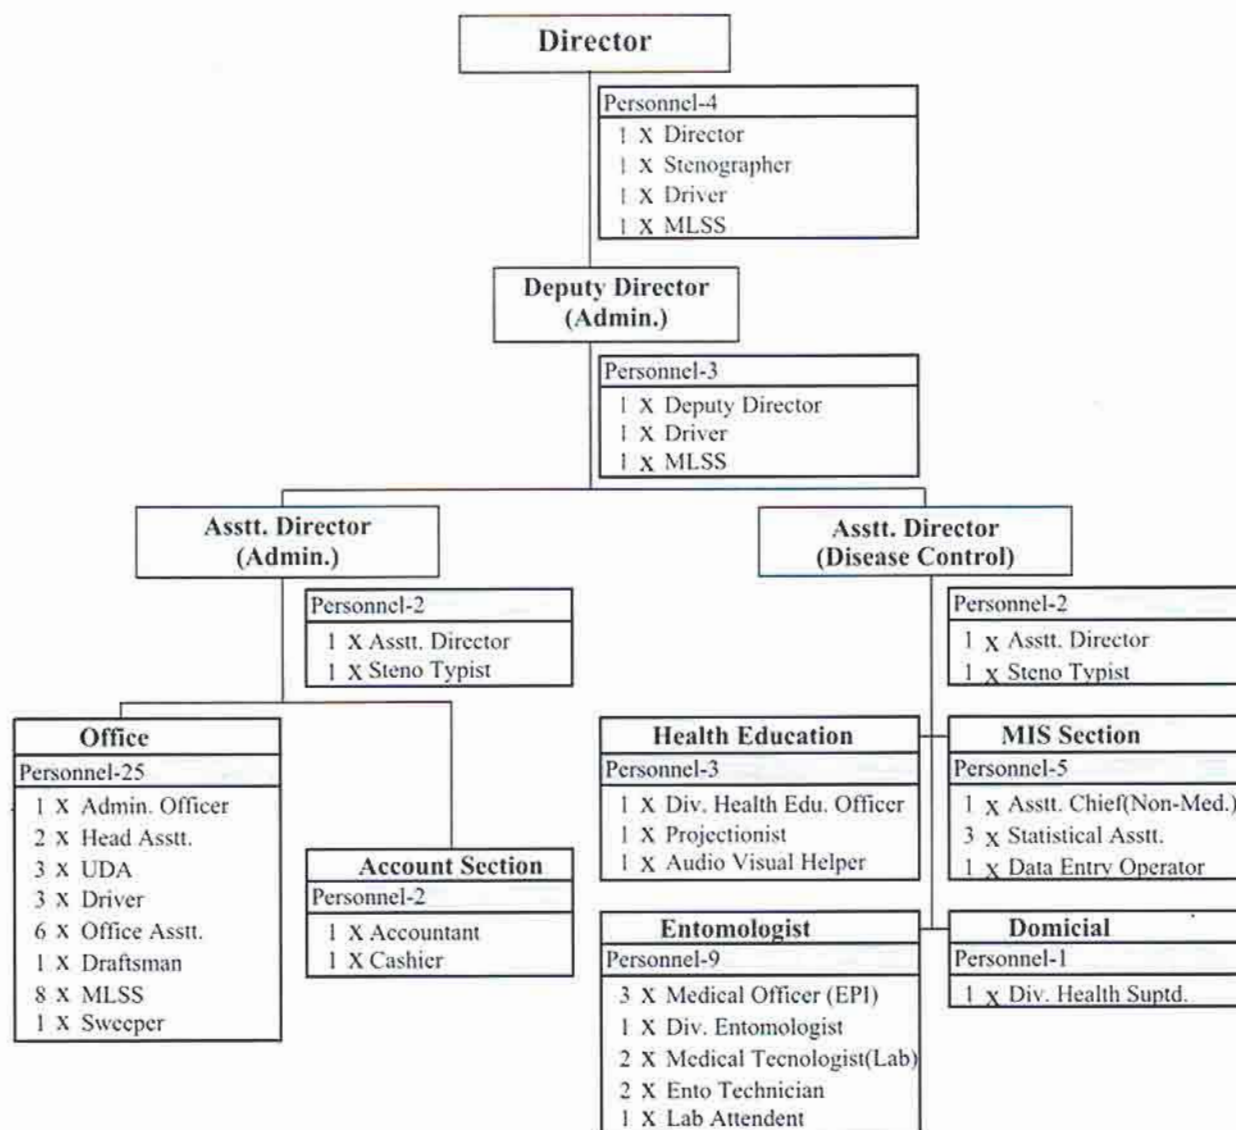 Director
Personnel-4
1 X Director
1 X Stenographer
1 X Driver
1 X MLSS
Deputy Director
(Admin.)
Personnel-3
1 X Deputy Director
1 X Driver
1 X MLSS
Asstt. Director
(Admin.)
Personnel-2
1 X Asstt. Director
1 X Steno Typist
Office
Personnel-25
1 X Admin. Officer
2 X Head Asstt.
3 X UDA
3 X Driver
6 X Office Asstt.
1 X Draftsman
8 X MLSS
1 X Sweeper
Account Section
Personnel-2
1 X Accountant
1 X Cashier
Asstt. Director
(Disease Control)
Personnel-2
1 X Asstt. Director
1 X Steno Typist
Health Education
Personnel-3
1 X Div. Health Edu. Officer
1 X Projectionist
1 X Audio Visual Helper
MIS Section
Personnel-5
1 X Asstt. Chief(Non-Med.)
3 X Statistical Asstt.
1 X Data Entry Operator
Entomologist
Personnel-9
3 X Medical Officer (EPI)
1 X Div. Entomologist
2 X Medical Tecnologist(Lab)
2 X Ento Technician
1 X Lab Attendent
Domicial
Personnel-1
1 X Div. Health Suptd.